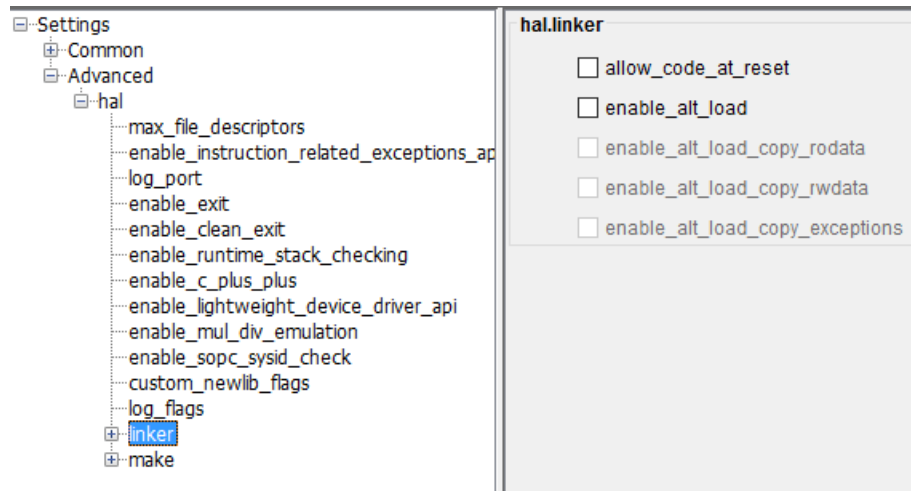 Settings
Common
Advanced
hal
max_file_descriptors
enable_instruction_related_exceptions_ap
log_port
enable_exit
enable_clean_exit
enable_runtime_stack_checking
enable_c_plus_plus
enable_lightweight_device_driver_api
enable_mul_div_emulation
enable_sopc_sysid_check
custom_newlib_flags
log_flags
linker
make
hal.linker
allow_code_at_reset
enable_alt_load
enable_alt_load_copy_rodata
enable_alt_load_copy_rwdata
enable_alt_load_copy_exceptions